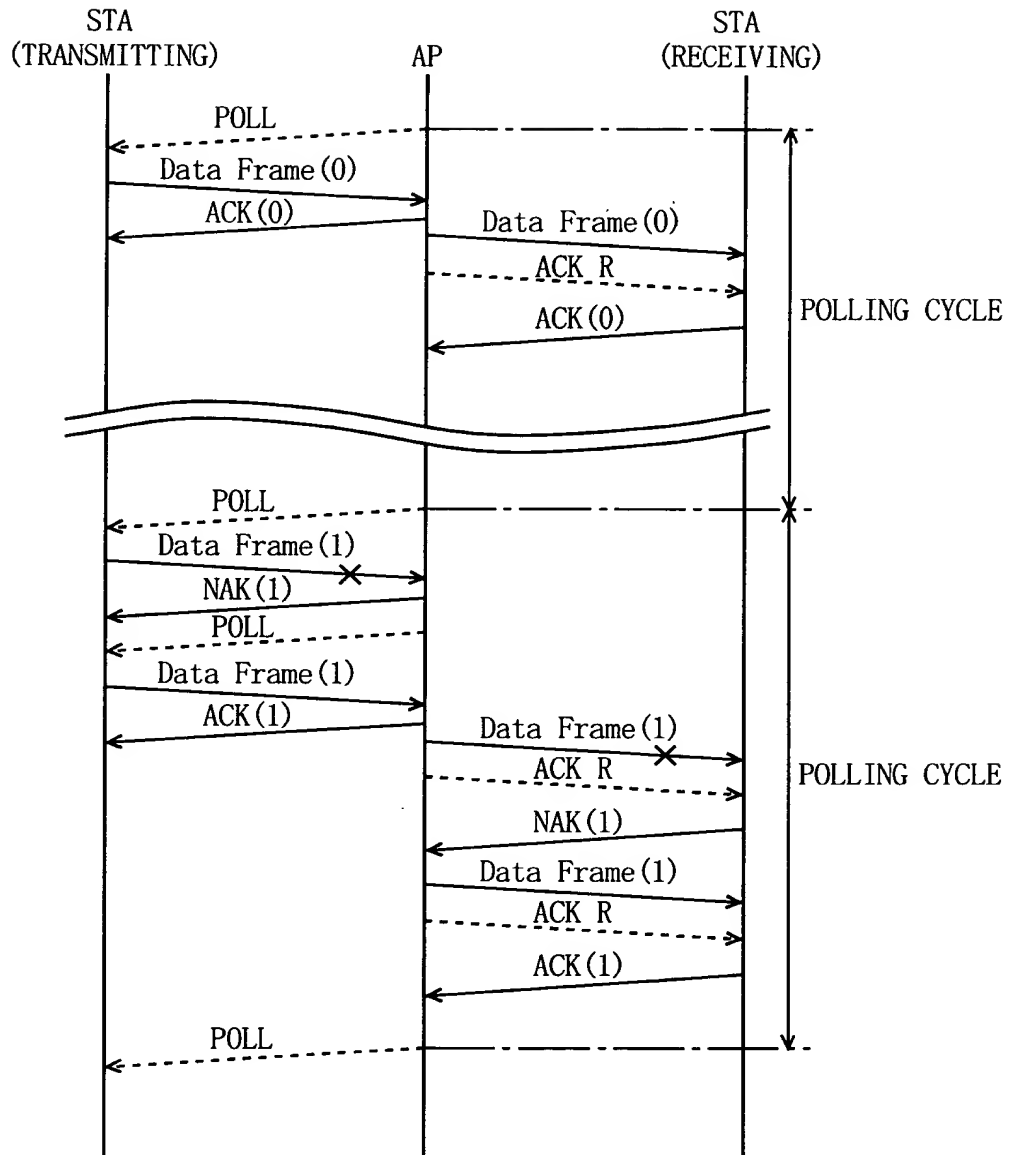 STA
(TRANSMITTING)
AP
STA
(RECEIVING)
POLL
Data Frame(0)
ACK(0)
Data Frame(0)
ACK R
ACK(0)
POLLING CYCLE
POLL
Data Frame(1)
NAK(1)
POLL
Data Frame(1)
ACK(1)
Data Frame(1)
ACK R
POLLING CYCLE
NAK(1)
Data Frame(1)
ACK R
ACK(1)
POLL